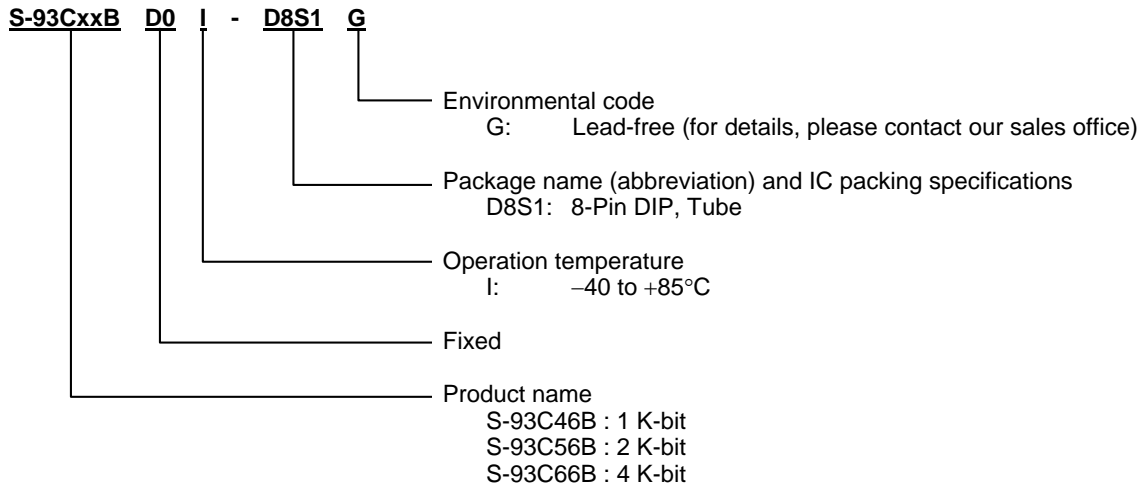 S-93CxxB D0 I - D8S1 G
Environmental code
G: Lead-free (for details, please contact our sales office)
Package name (abbreviation) and IC packing specifications
D8S1: 8-Pin DIP, Tube
Operation temperature
I: −40 to +85°C
Fixed
Product name
S-93C46B : 1 K-bit
S-93C56B : 2 K-bit
S-93C66B : 4 K-bit